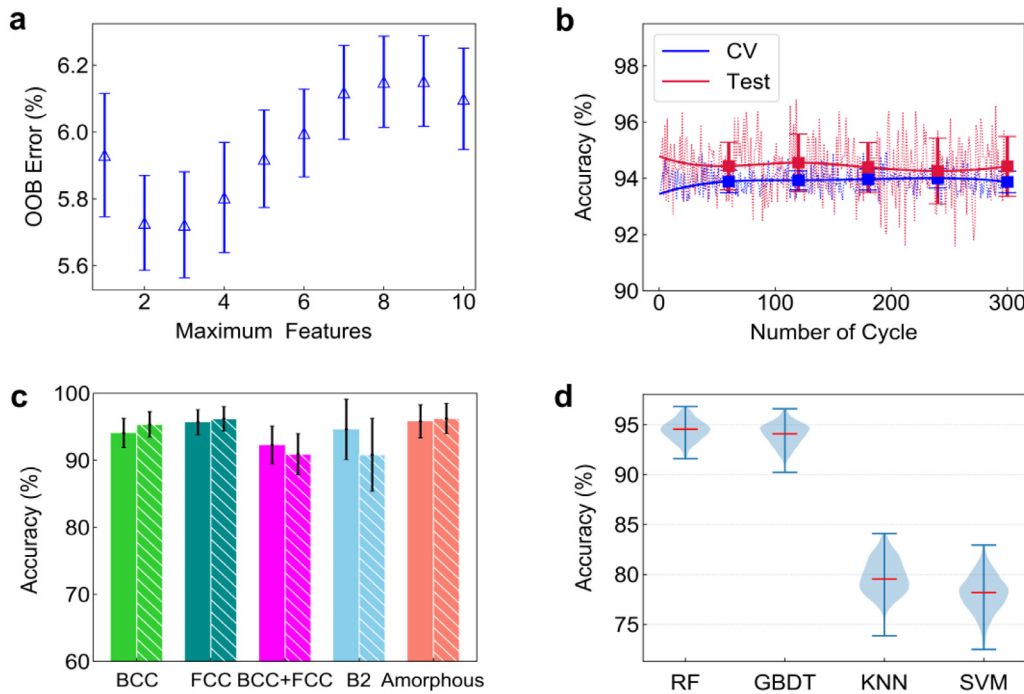 a
6.2
6.0
5.8
5.6
OOB Error (%)
2 4 6 8 10
Maximum Features
b
CV
Test
98
96
94
92
90
Accuracy (%)
0 100 200 300
Number of Cycle
c
100
90
80
70
60
Accuracy (%)
BCC FCC BCC+FCC B2 Amorphous
d
95
90
85
80
75
Accuracy (%)
RF GBDT KNN SVM